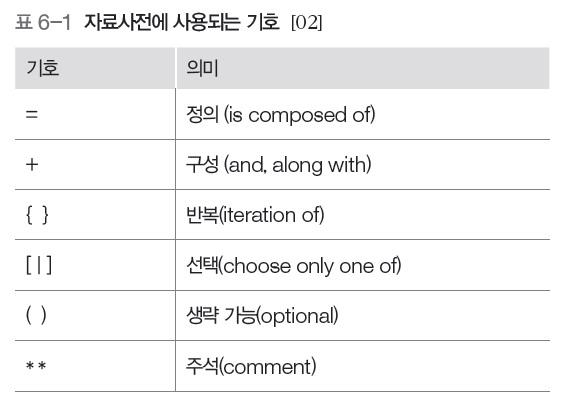 표 6-1 자료사전에 사용되는 기호 [02]
기호 의미
= 정의 (is composed of)
+ 구성 (and, along with)
{ } 반복(iteration of)
[ | ] 선택(choose only one of)
( ) 생략 가능(optional)
** 주석(comment)